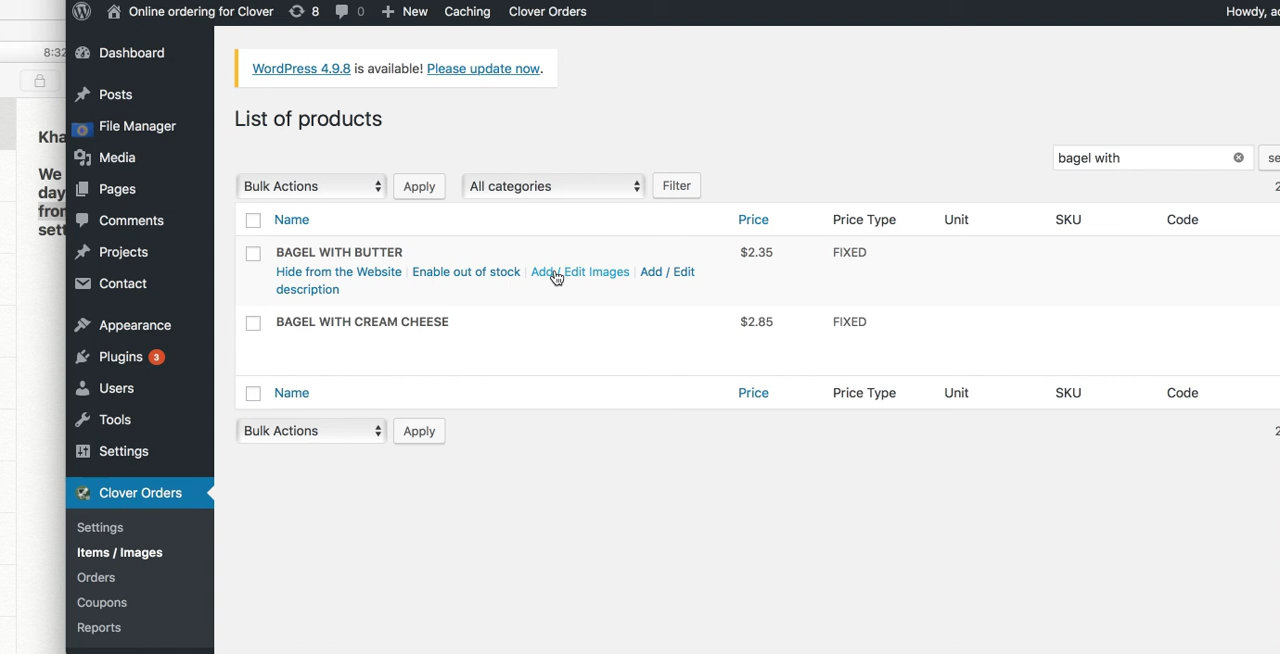 Online ordering for Clover 8 0 New Caching Clover Orders Howdy,
8:32
Dashboard
Posts
File Manager
Media
Pages
Comments
Projects
Contact
Appearance
Plugins 3
Users
Tools
Settings
Clover Orders
Settings
Items / Images
Orders
Coupons
Reports
We
WordPress 4.9.8 is available! Please update now.
List of products
bagel with
Bulk Actions Apply All categories Filter
Name Price Price Type Unit SKU Code
BAGEL WITH BUTTER $2.35 FIXED
Hide from the Website | Enable out of stock | Add / Edit Images | Add / Edit
description
BAGEL WITH CREAM CHEESE $2.85 FIXED
Name Price Price Type Unit SKU Code
Bulk Actions Apply